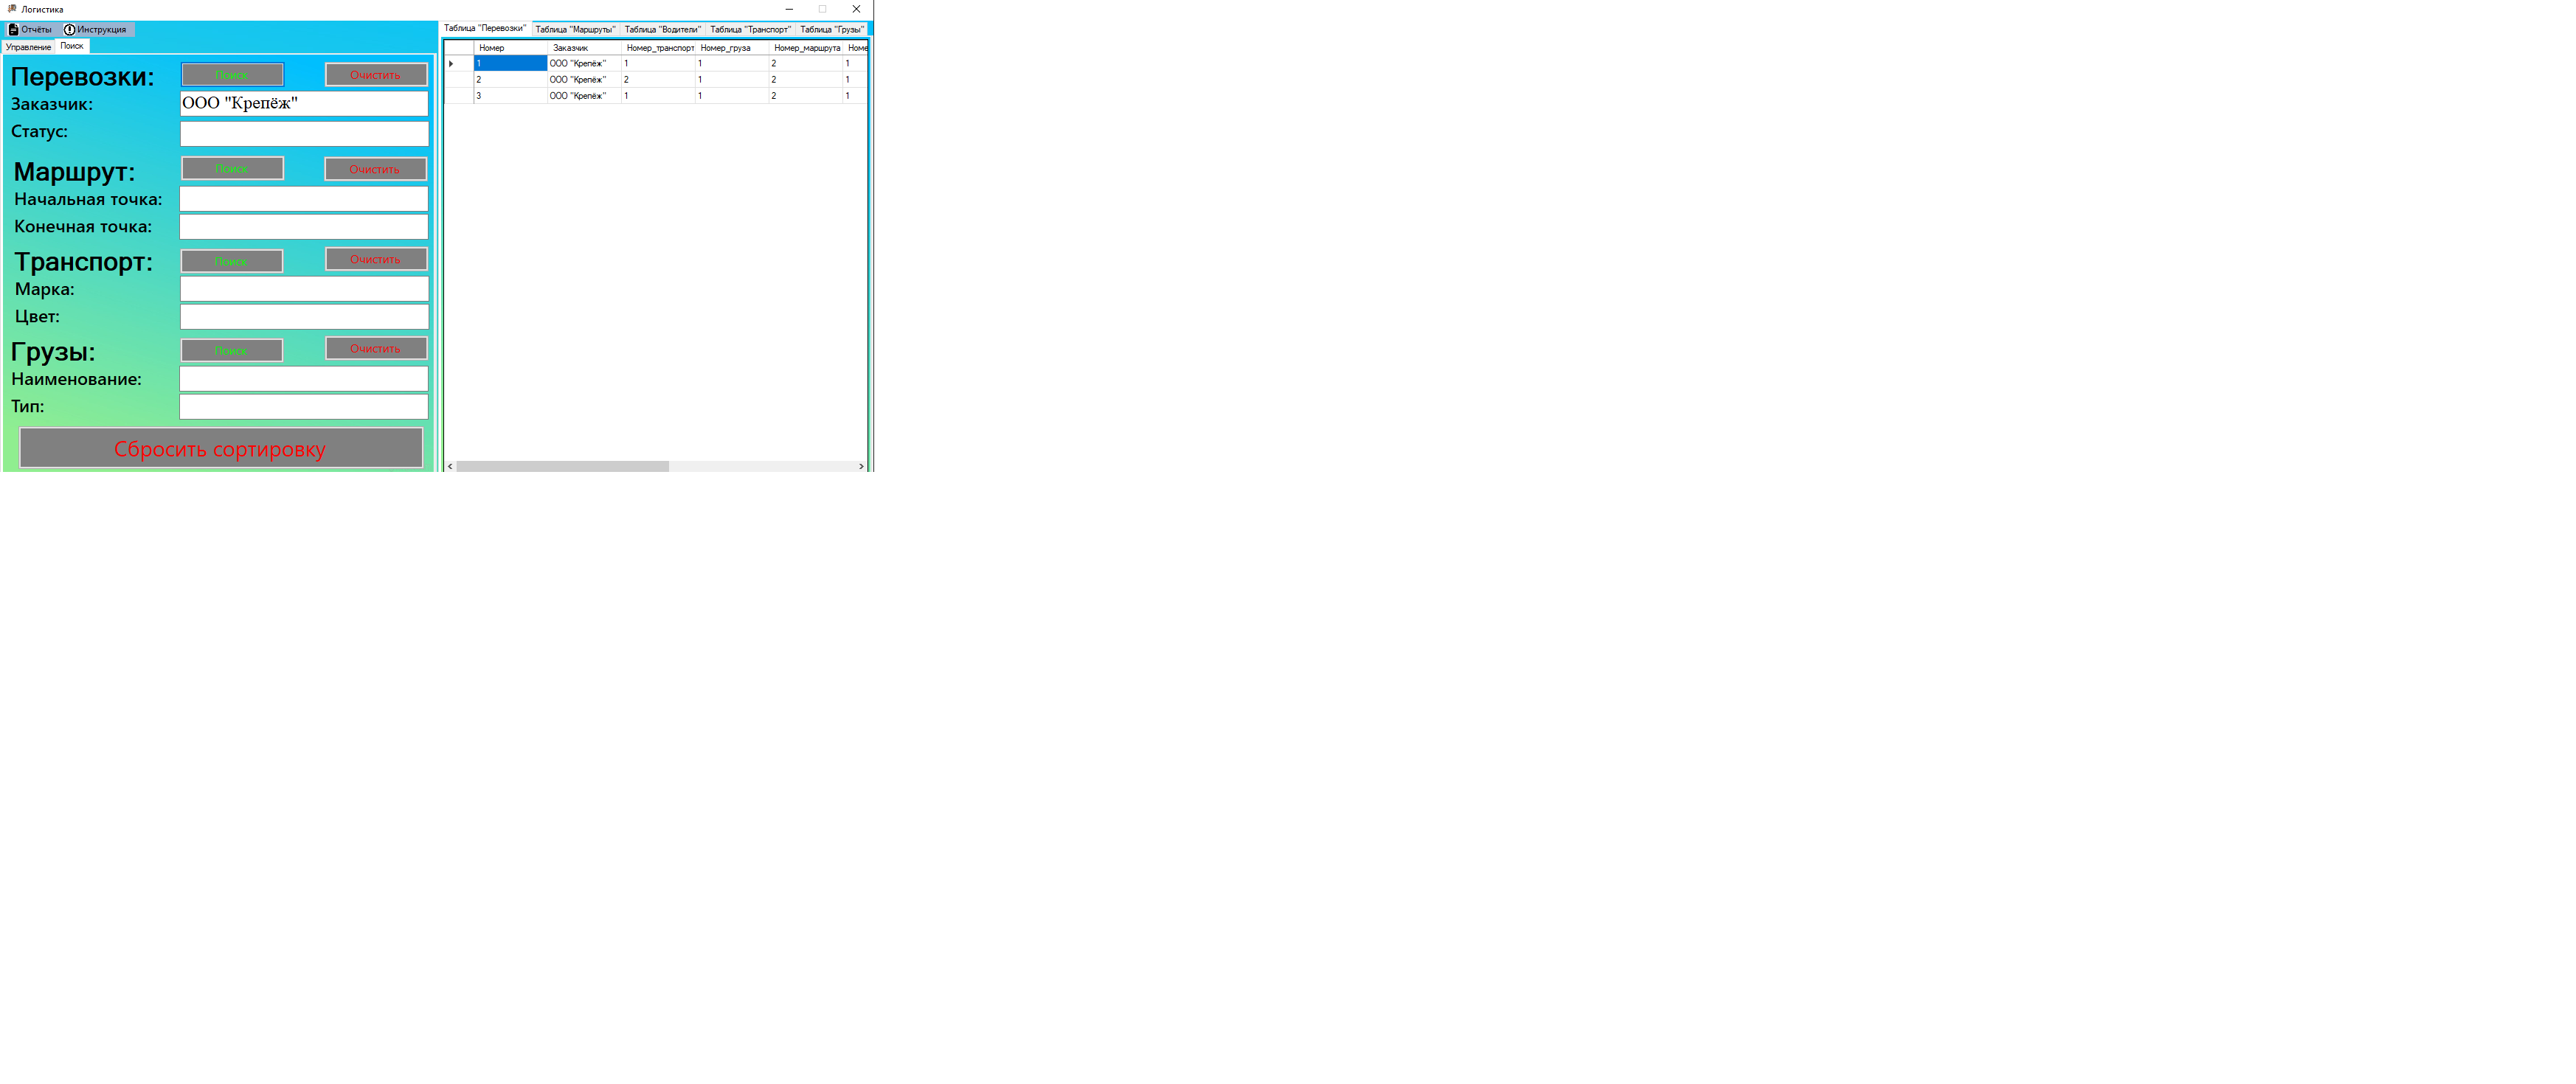 Логистика
Отчёты Инструкция
Управление Поиск
Перевозки: Поиск Очистить
Заказчик: ООО "Крепёж"
Статус:
Маршрут: Поиск Очистить
Начальная точка:
Конечная точка:
Транспорт: Поиск Очистить
Марка:
Цвет:
Грузы: Поиск Очистить
Наименование:
Тип:
Сбросить сортировку
Таблица "Перевозки" Таблица "Маршруты" Таблица "Водители" Таблица "Транспорт" Таблица "Грузы"
Номер Заказчик Номер_транспорт Номер_груза Номер_маршрута Номе
1 ООО "Крепёж" 1 1 2 1
2 ООО "Крепёж" 2 1 2 1
3 ООО "Крепёж" 1 1 2 1